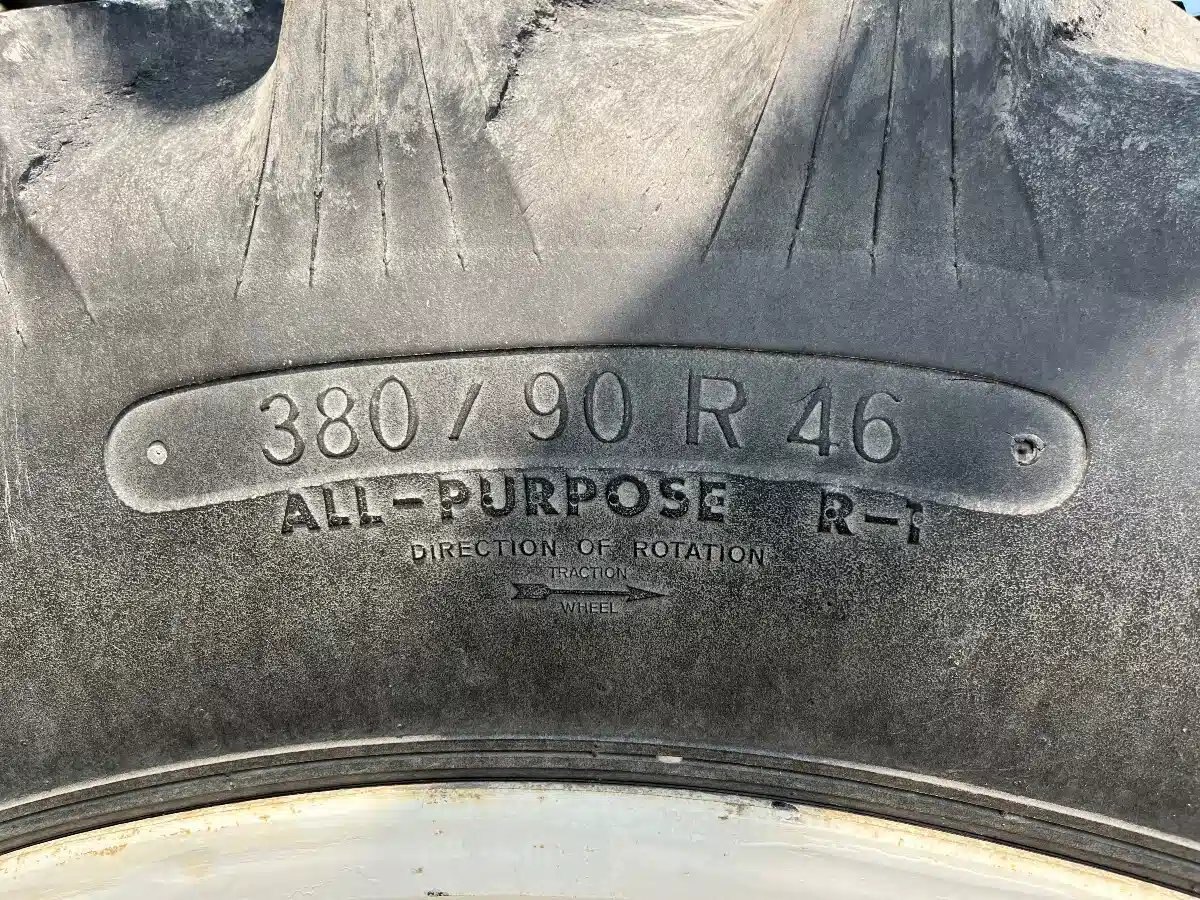 380 / 90 R 46
ALL-PURPOSE R-1
DIRECTION OF ROTATION
TRACTION
WHEEL